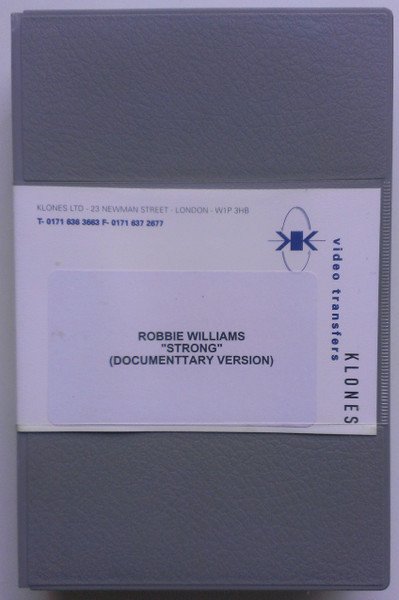 KLONES LTD - 23 NEWMAN STREET - LONDON - W1P 3HB
T- 0171 636 3663 F- 0171 637 2677
video transfers
KLONES
ROBBIE WILLIAMS
"STRONG"
(DOCUMENTTARY VERSION)